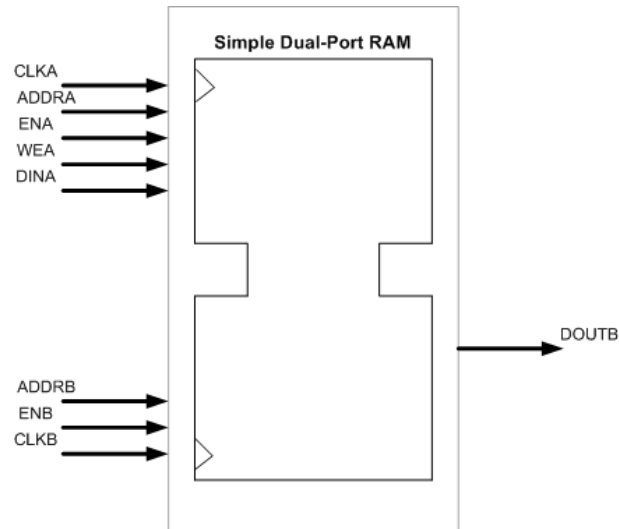 Simple Dual-Port RAM
CLKA
ADDRA
ENA
WEA
DINA
DOUTB
ADDRB
ENB
CLKB